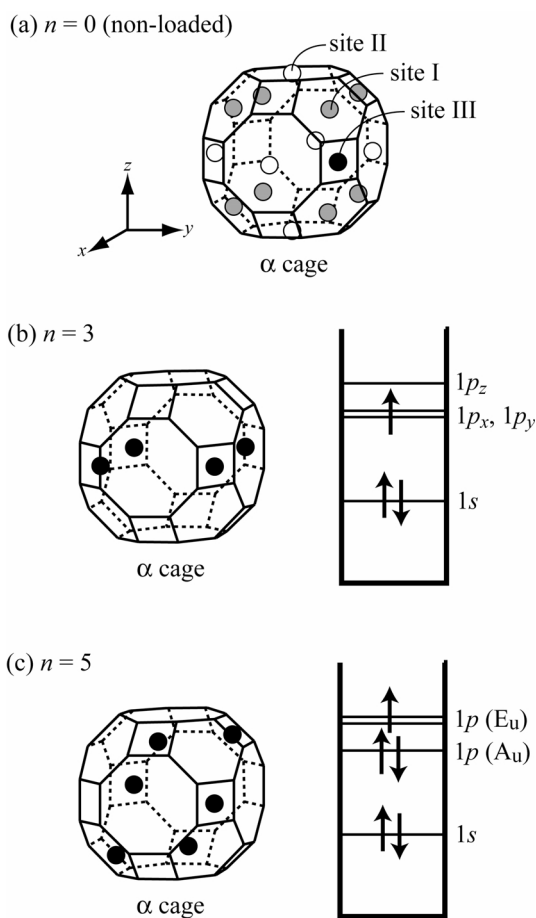 (a) n = 0 (non-loaded)
site II
site I
site III
z
y
x
α cage
(b) n = 3
1pz
1px, 1py
1s
α cage
(c) n = 5
1p (Eu)
1p (Au)
1s
α cage